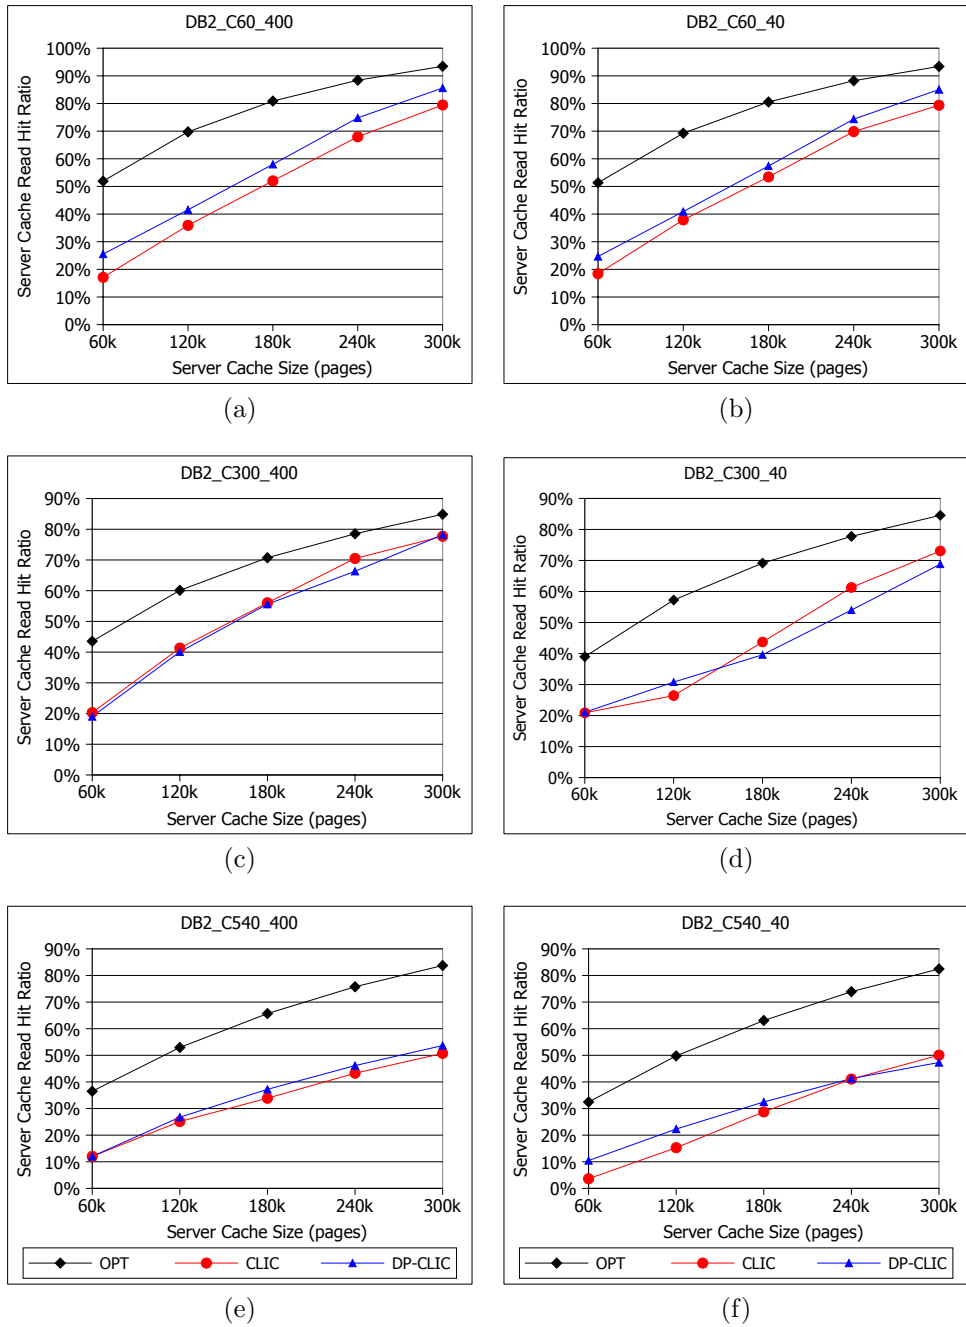 DB2_C60_400
100%
90%
80%
70%
60%
50%
40%
30%
20%
10%
0%
Server Cache Read Hit Ratio
60k 120k 180k 240k 300k
Server Cache Size (pages)
(a)
DB2_C60_40
100%
90%
80%
70%
60%
50%
40%
30%
20%
10%
0%
Server Cache Read Hit Ratio
60k 120k 180k 240k 300k
Server Cache Size (pages)
(b)
DB2_C300_400
90%
80%
70%
60%
50%
40%
30%
20%
10%
0%
Server Cache Read Hit Ratio
60k 120k 180k 240k 300k
Server Cache Size (pages)
(c)
DB2_C300_40
90%
80%
70%
60%
50%
40%
30%
20%
10%
0%
Server Cache Read Hit Ratio
60k 120k 180k 240k 300k
Server Cache Size (pages)
(d)
DB2_C540_400
90%
80%
70%
60%
50%
40%
30%
20%
10%
0%
Server Cache Read Hit Ratio
60k 120k 180k 240k 300k
Server Cache Size (pages)
OPT CLIC DP-CLIC
(e)
DB2_C540_40
90%
80%
70%
60%
50%
40%
30%
20%
10%
0%
Server Cache Read Hit Ratio
60k 120k 180k 240k 300k
Server Cache Size (pages)
OPT CLIC DP-CLIC
(f)